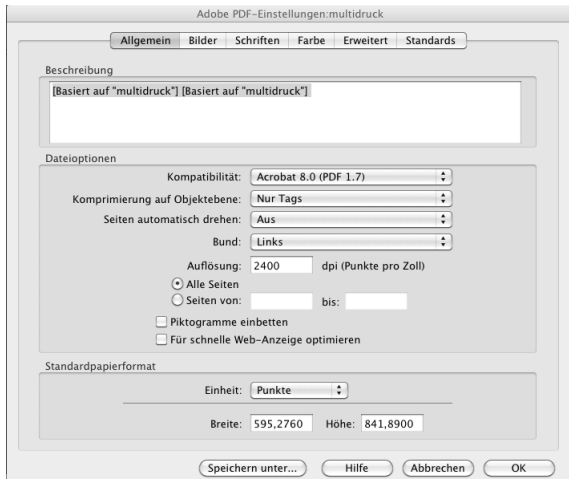 Adobe PDF-Einstellungen:multidruck
Allgemein Bilder Schriften Farbe Erweitert Standards
Beschreibung
[Basiert auf "multidruck"] [Basiert auf "multidruck"]
Dateioptionen
Kompatibilität: Acrobat 8.0 (PDF 1.7)
Komprimierung auf Objektebene: Nur Tags
Seiten automatisch drehen: Aus
Bund: Links
Auflösung: 2400 dpi (Punkte pro Zoll)
Alle Seiten
Seiten von: bis:
Piktogramme einbetten
Für schnelle Web-Anzeige optimieren
Standardpapierformat
Einheit: Punkte
Breite: 595,2760 Höhe: 841,8900
Speichern unter... Hilfe Abbrechen OK